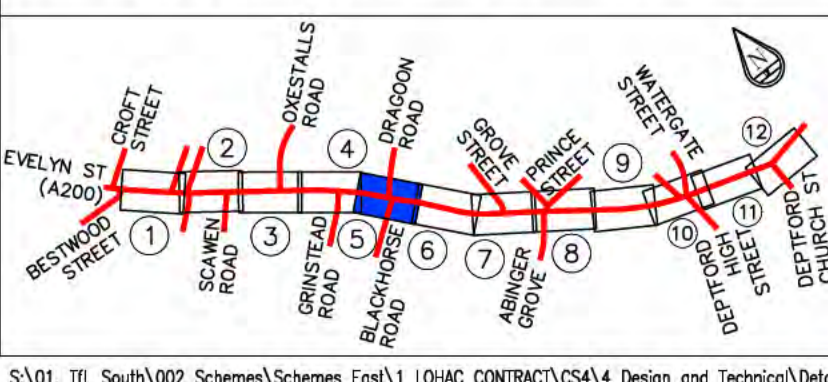 EVELYN ST
(A200)
CROFT
STREET
BESTWOOD
STREET
1
2
SCAWEN
ROAD
3
OXESTALLS
ROAD
4
GRINSTEAD
ROAD
5
DRAGOON
ROAD
BLACKHORSE
ROAD
6
GROVE
STREET
7
PRINCE
STREET
ABINGER
GROVE
8
9
WATERGATE
STREET
10
DEPTFORD
HIGH
STREET
11
12
DEPTFORD
CHURCH ST
N
S:\01 TfL South\002 Schemes\Schemes East\1 LOHAC CONTRACT\CS4\4 Design and Technical\Deta